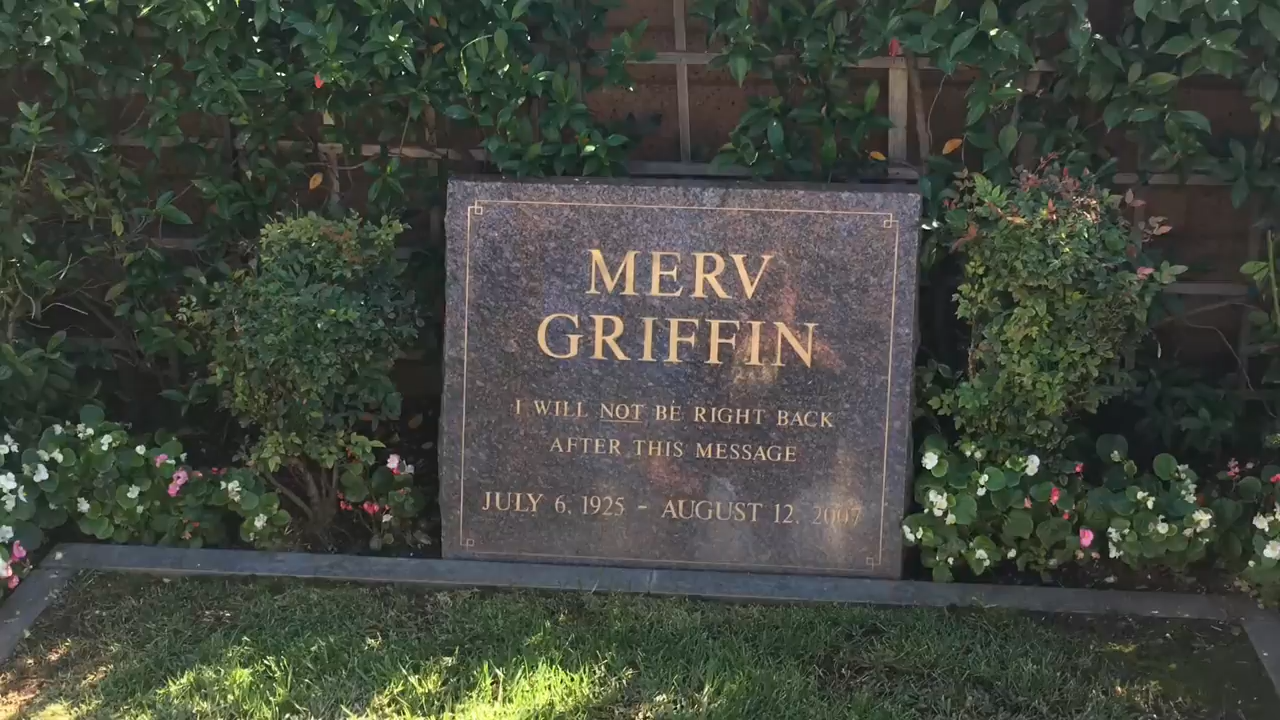 MERV
GRIFFIN
I WILL NOT BE RIGHT BACK
AFTER THIS MESSAGE
JULY 6, 1925 - AUGUST 12, 2007